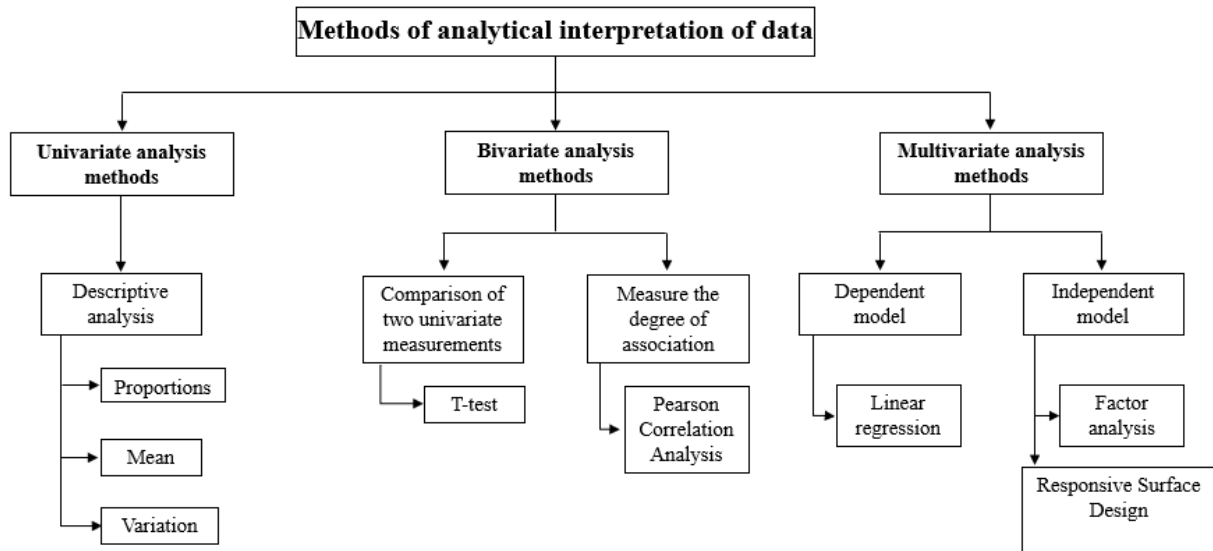 Methods of analytical interpretation of data
Univariate analysis
methods
Bivariate analysis
methods
Multivariate analysis
methods
Descriptive
analysis
Proportions
Mean
Variation
Comparison of
two univariate
measurements
T-test
Measure the
degree of
association
Pearson
Correlation
Analysis
Dependent
model
Linear
regression
Independent
model
Factor
analysis
Responsive Surface
Design